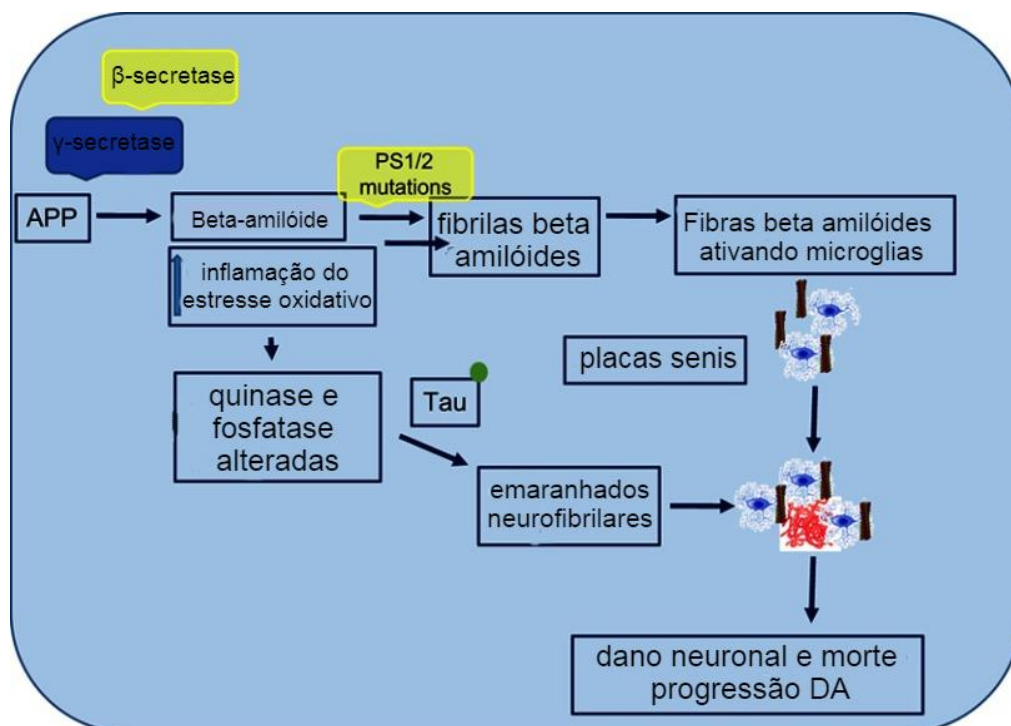 β-secretase
γ-secretase
PS1/2
mutations
APP
Beta-amilóide
fibrilas beta
amilóides
Fibras beta amilóides
ativando microglias
inflamação do
estresse oxidativo
placas senis
quinase e
fosfatase
alteradas
Tau
emaranhados
neurofibrilares
dano neuronal e morte
progressão DA